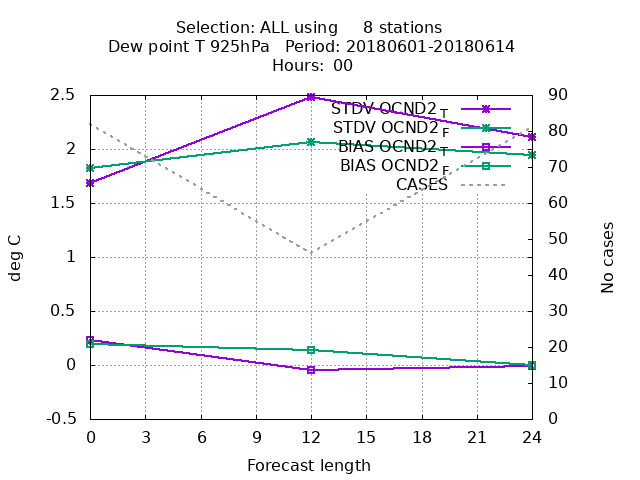 Selection: ALL using     8 stations
Dew point T 925hPa   Period: 20180601-20180614
Hours:  00
2.5
2
1.5
1
0.5
0
-0.5
deg C
90
80
70
60
50
40
30
20
10
0
No cases
STDV OCND2 T
STDV OCND2 F
BIAS OCND2 T
BIAS OCND2 F
CASES
0 3 6 9 12 15 18 21 24
Forecast length